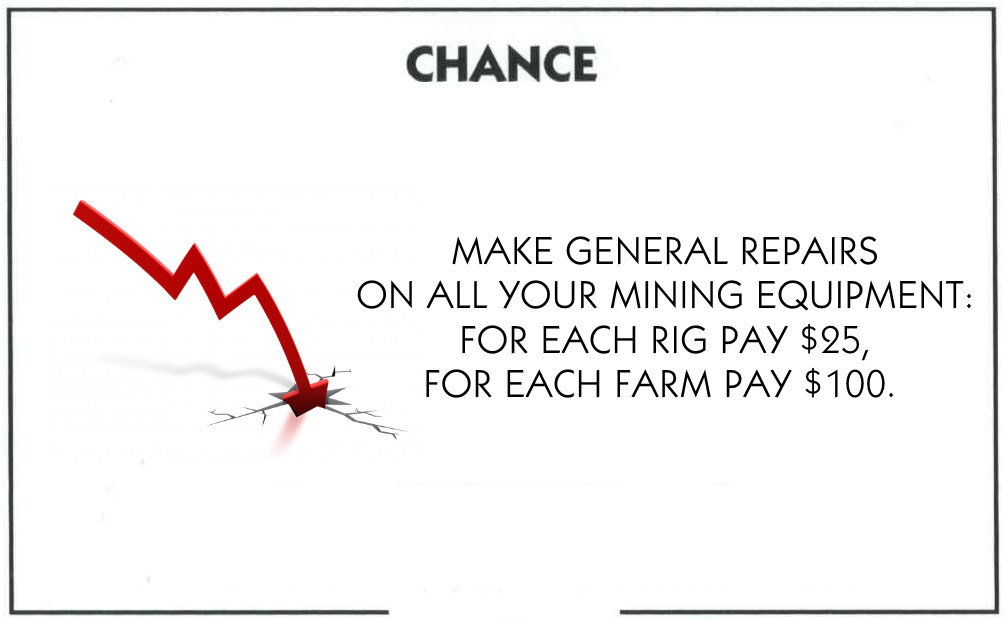 CHANCE
MAKE GENERAL REPAIRS
ON ALL YOUR MINING EQUIPMENT:
FOR EACH RIG PAY $25,
FOR EACH FARM PAY $100.